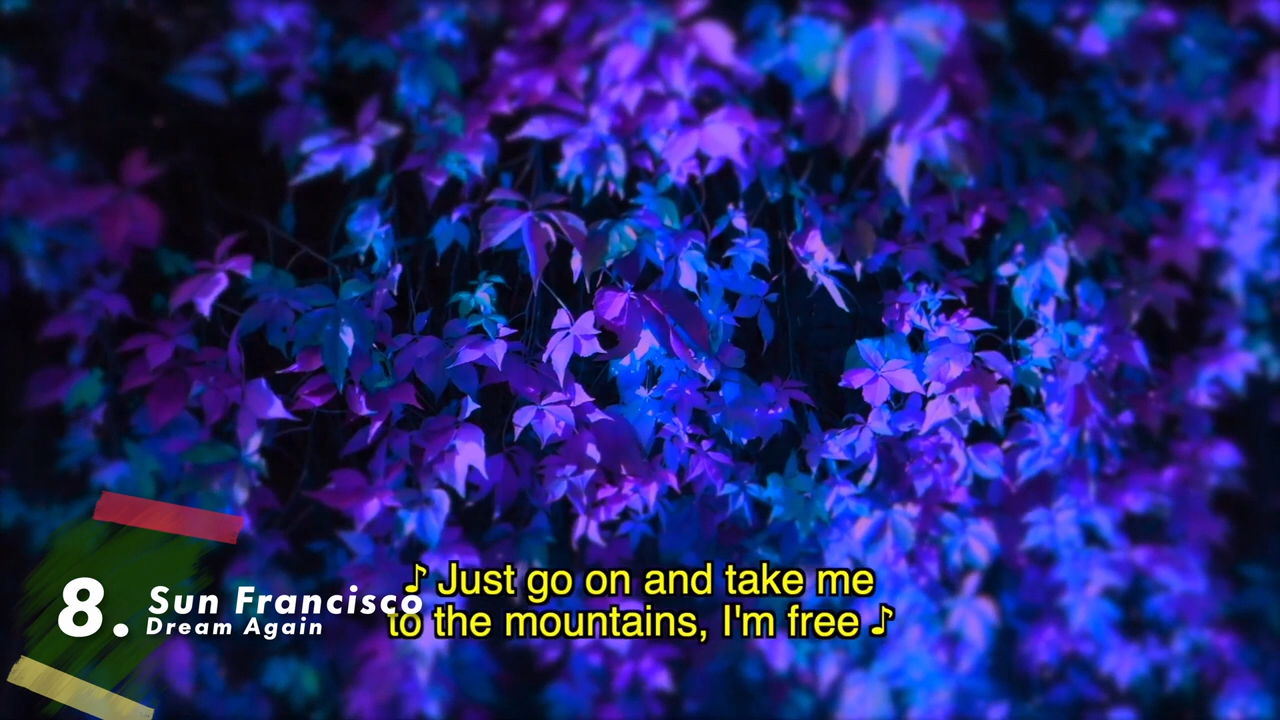 8. Sun Francisco
Dream Again
♪ Just go on and take me
to the mountains, I'm free ♪